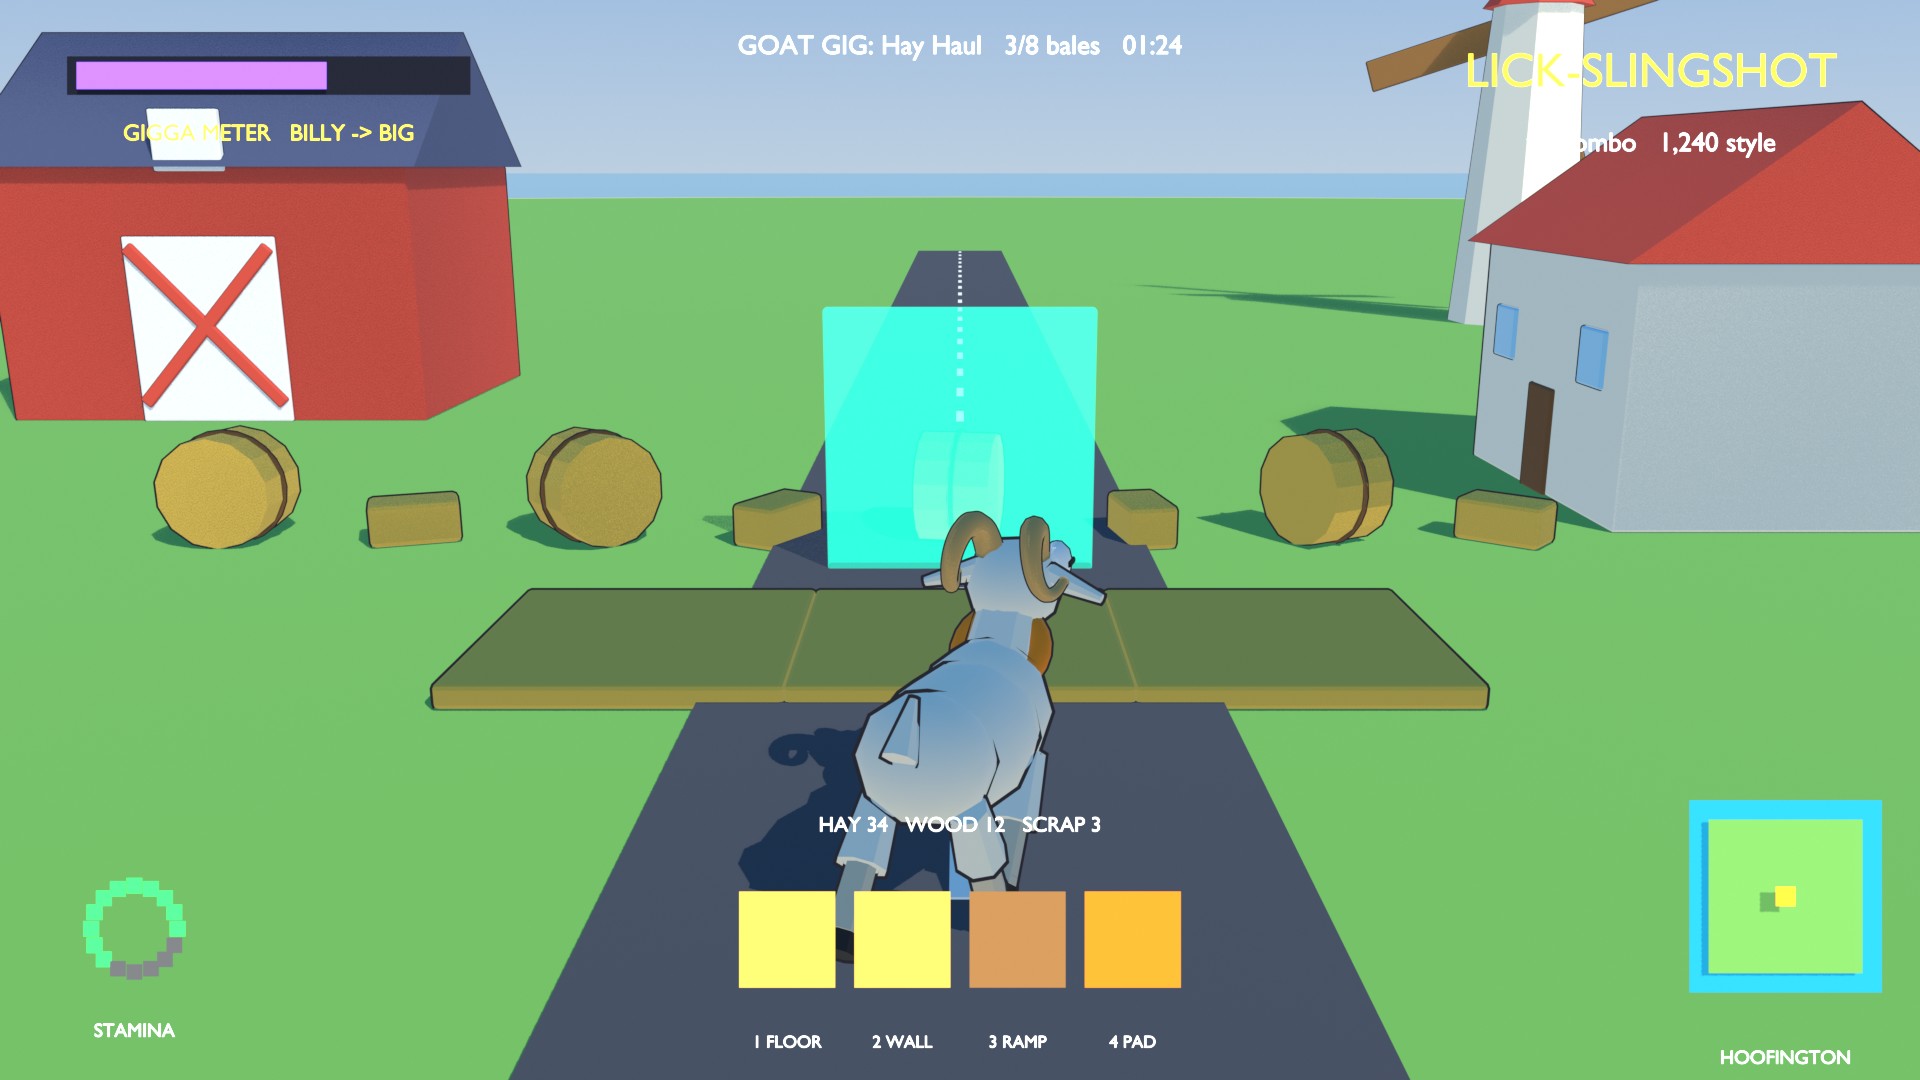 GOAT GIG: Hay Haul 3/8 bales 01:24
LICK-SLINGSHOT
GIGGA METER BILLY -> BIG
1,240 style
HAY 34 WOOD 12 SCRAP 3
1 FLOOR
2 WALL
3 RAMP
4 PAD
STAMINA
HOOFINGTON